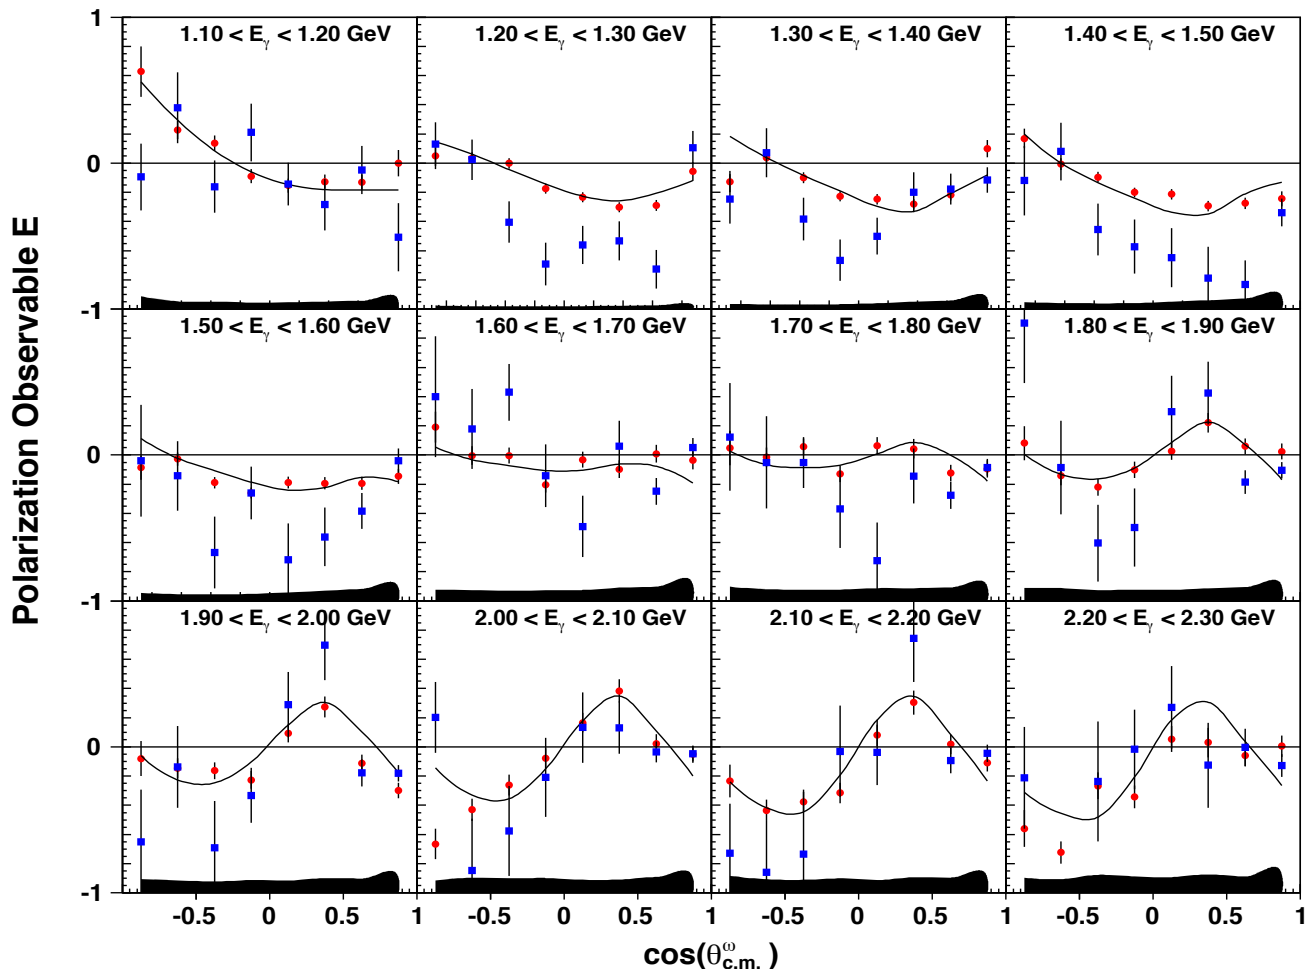 1
1.10 < Eγ < 1.20 GeV
1.20 < Eγ < 1.30 GeV
1.30 < Eγ < 1.40 GeV
1.40 < Eγ < 1.50 GeV
0
-1
1.50 < Eγ < 1.60 GeV
1.60 < Eγ < 1.70 GeV
1.70 < Eγ < 1.80 GeV
1.80 < Eγ < 1.90 GeV
0
-1
1.90 < Eγ < 2.00 GeV
2.00 < Eγ < 2.10 GeV
2.10 < Eγ < 2.20 GeV
2.20 < Eγ < 2.30 GeV
0
-1
-0.5 0 0.5 -0.5 0 0.5 1 -0.5 0 0.5 1 -0.5 0 0.5 1
Polarization Observable E
cos(θωc.m.)